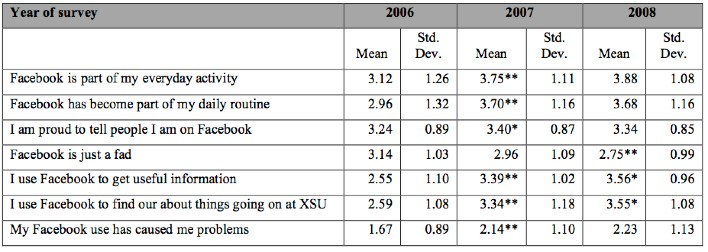 Year of survey 2006 2007 2008
Mean Std. Dev. Mean Std. Dev. Mean Std. Dev.
Facebook is part of my everyday activity 3.12 1.26 3.75** 1.11 3.88 1.08
Facebook has become part of my daily routine 2.96 1.32 3.70** 1.16 3.68 1.16
I am proud to tell people I am on Facebook 3.24 0.89 3.40* 0.87 3.34 0.85
Facebook is just a fad 3.14 1.03 2.96 1.09 2.75** 0.99
I use Facebook to get useful information 2.55 1.10 3.39** 1.02 3.56* 0.96
I use Facebook to find our about things going on at XSU 2.59 1.08 3.34** 1.18 3.55* 1.08
My Facebook use has caused me problems 1.67 0.89 2.14** 1.10 2.23 1.13